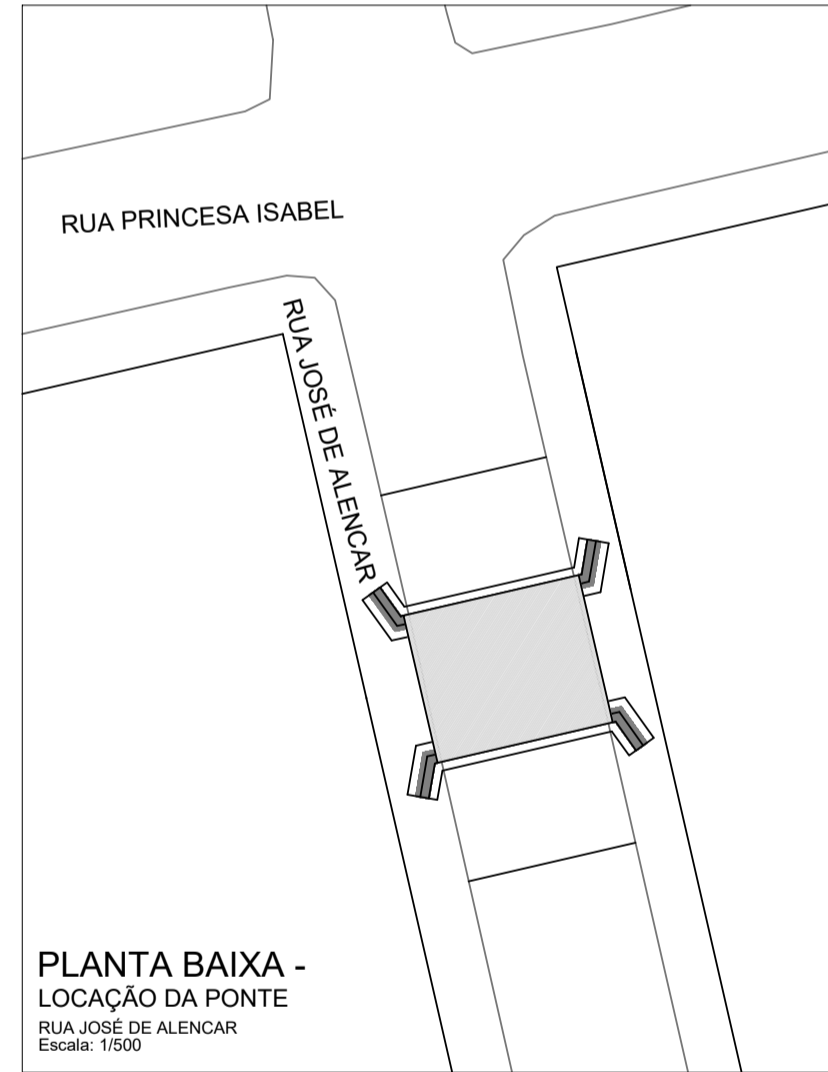 RUA PRINCESA ISABEL
RUA JOSÉ DE ALENCAR
PLANTA BAIXA -
LOCAÇÃO DA PONTE
RUA JOSÉ DE ALENCAR
Escala: 1/500